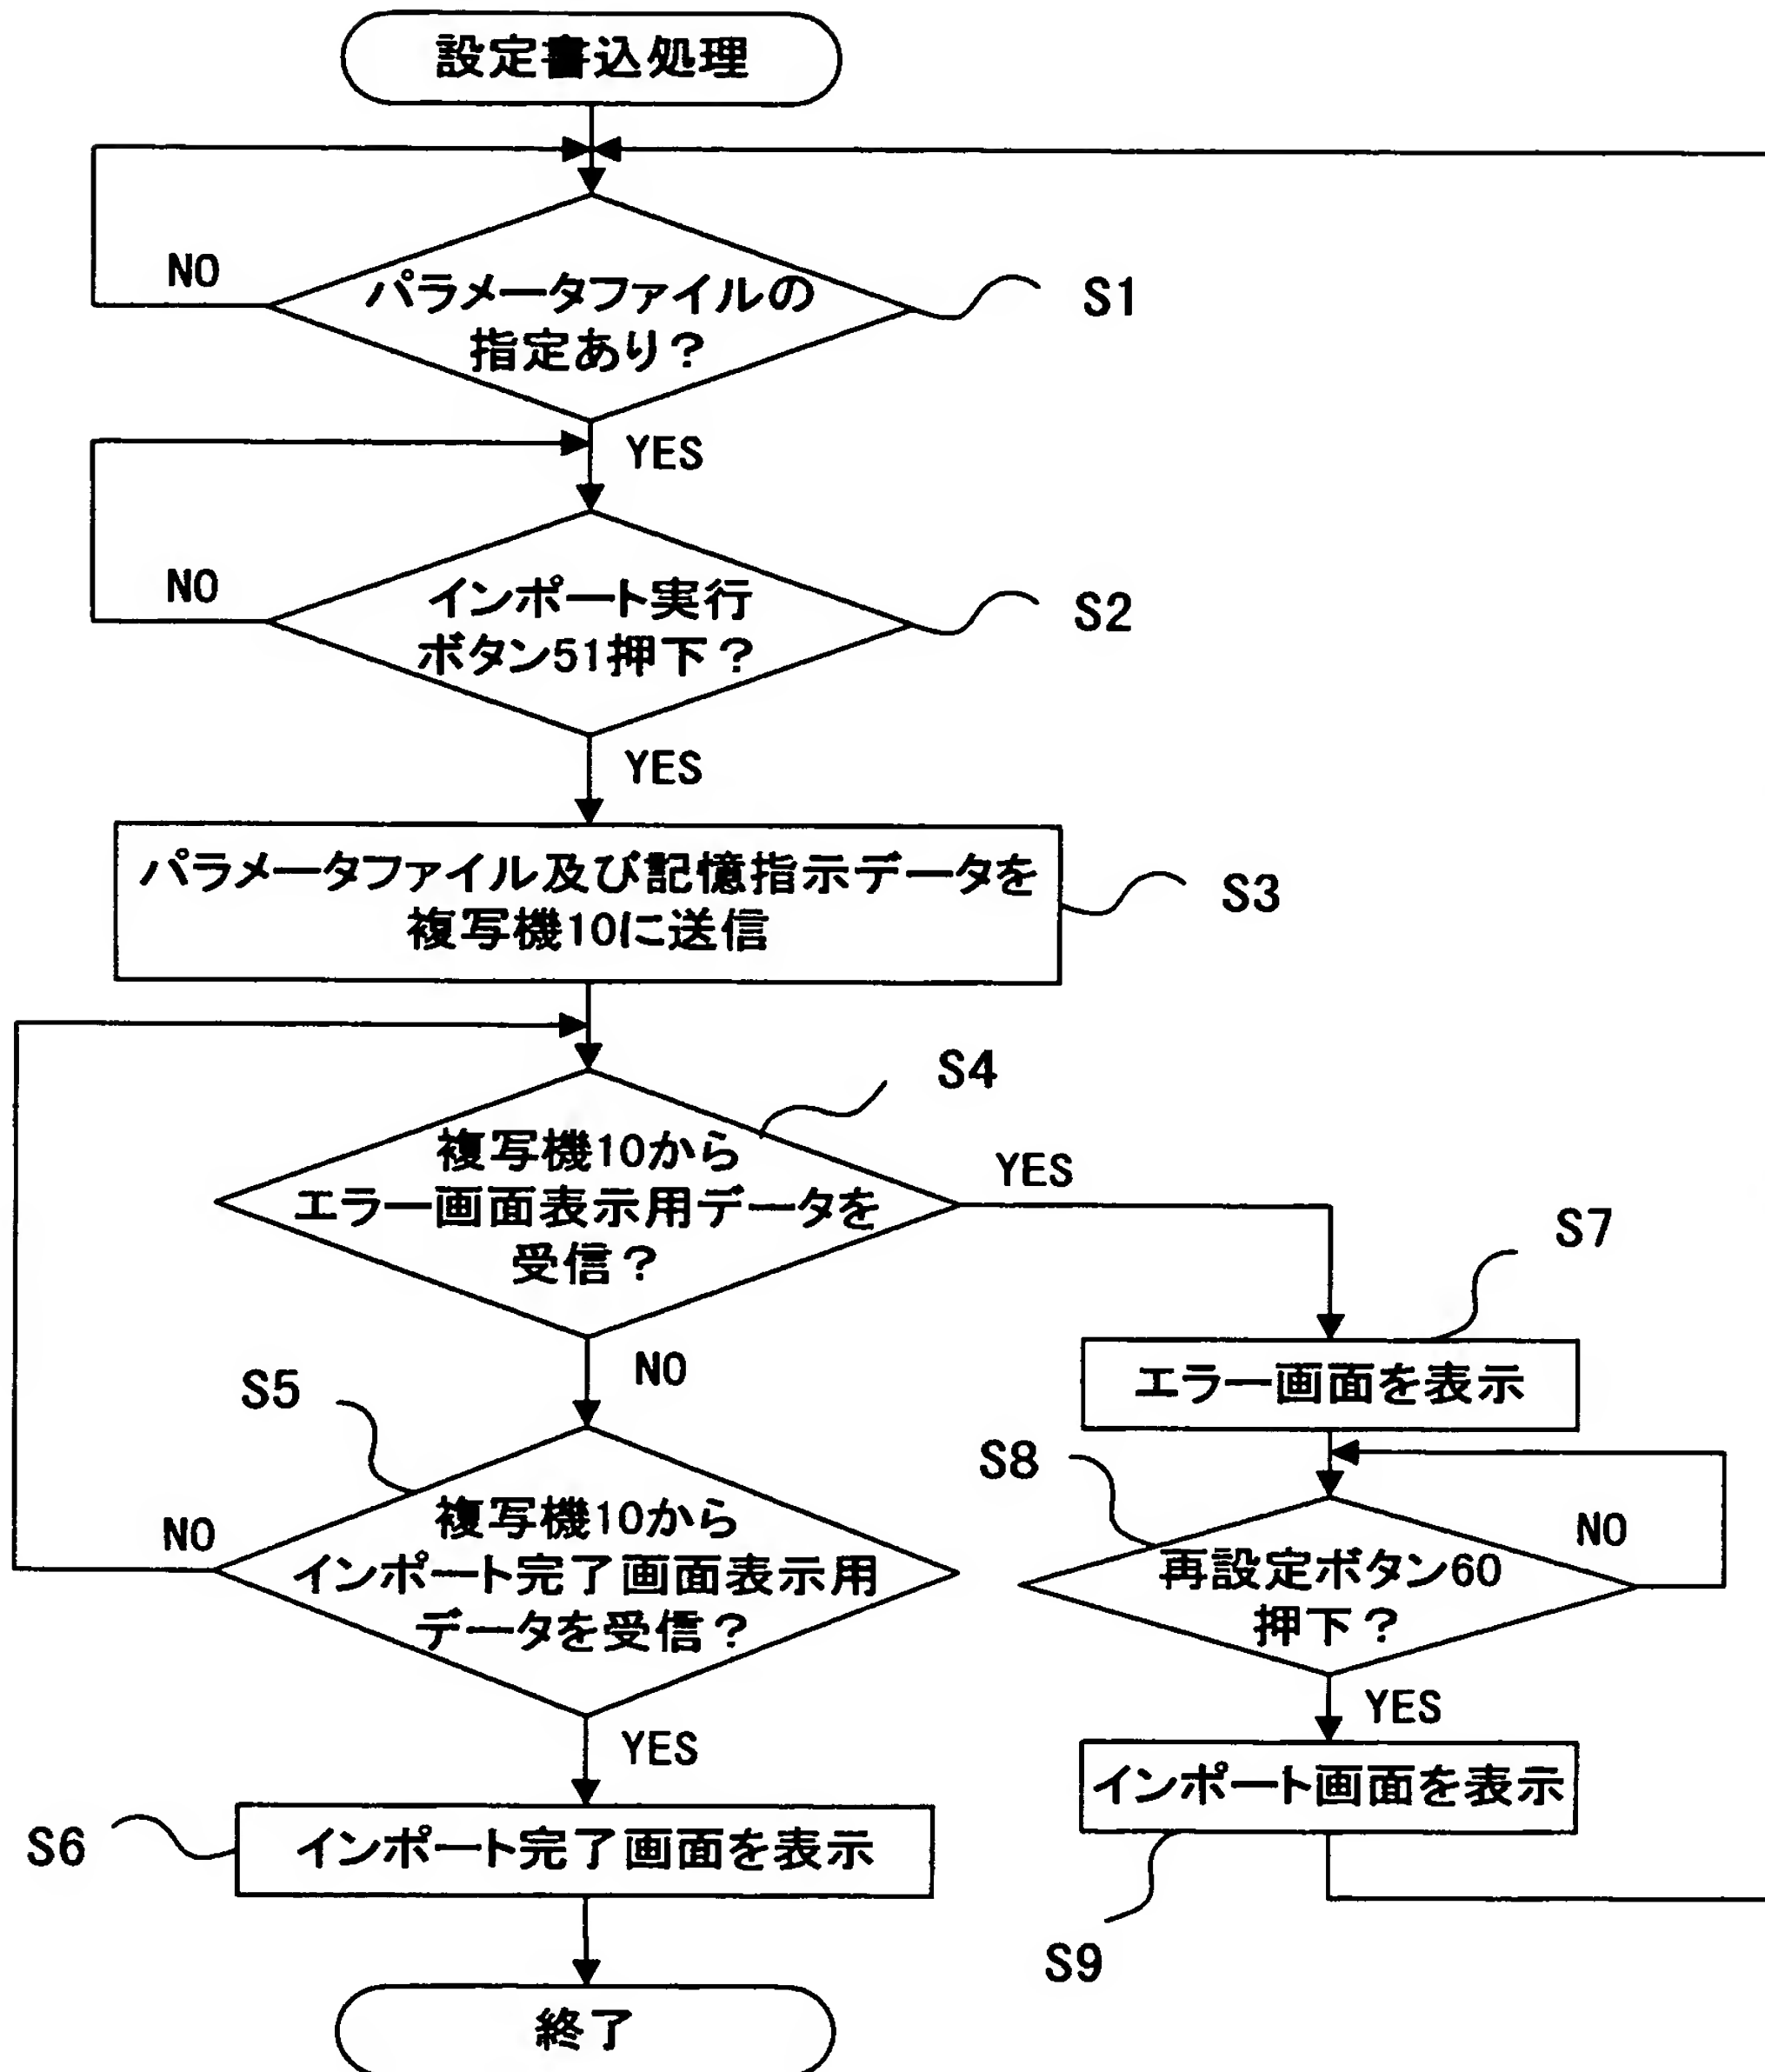 設定書込処理
NO
パラメータファイルの
指定あり?
S1
YES
NO
インポート実行
ボタン51押下?
S2
YES
パラメータファイル及び記憶指示データを
複写機10に送信
S3
S4
複写機10から
エラー画面表示用データを
受信?
YES
NO
S5
NO
複写機10から
インポート完了画面表示用
データを受信?
YES
S6
インポート完了画面を表示
終了
S7
エラー画面を表示
S8
再設定ボタン60
押下?
NO
YES
インポート画面を表示
S9